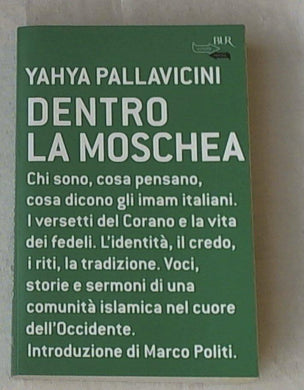 BUR
YAHYA PALLAVICINI
DENTRO
LA MOSCHEA
Chi sono, cosa pensano,
cosa dicono gli imam italiani.
I versetti del Corano e la vita
dei fedeli. L'identità, il credo,
i riti, la tradizione. Voci,
storie e sermoni di una
comunità islamica nel cuore
dell'Occidente.
Introduzione di Marco Politi.